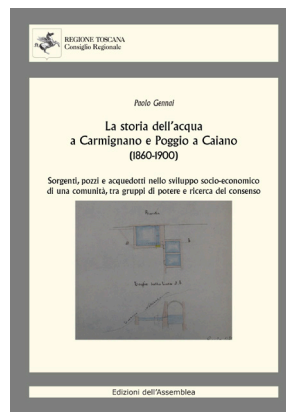 REGIONE TOSCANA
Consiglio Regionale
Paolo Gennai
La storia dell'acqua
a Carmignano e Poggio a Caiano
(1860-1900)
Sorgenti, pozzi e acquedotti nello sviluppo socio-economico
di una comunità, tra gruppi di potere e ricerca del consenso
Edizioni dell'Assemblea